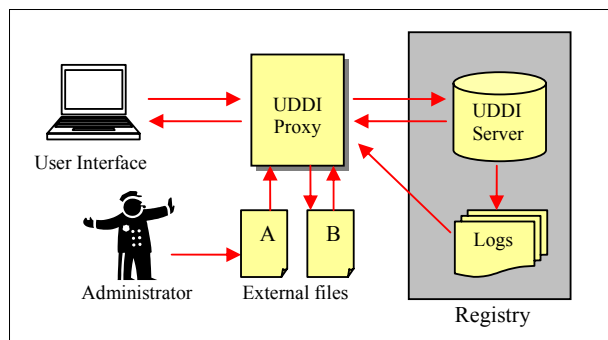 UDDI
Proxy
UDDI
Server
User Interface
A
B
Logs
Administrator
External files
Registry